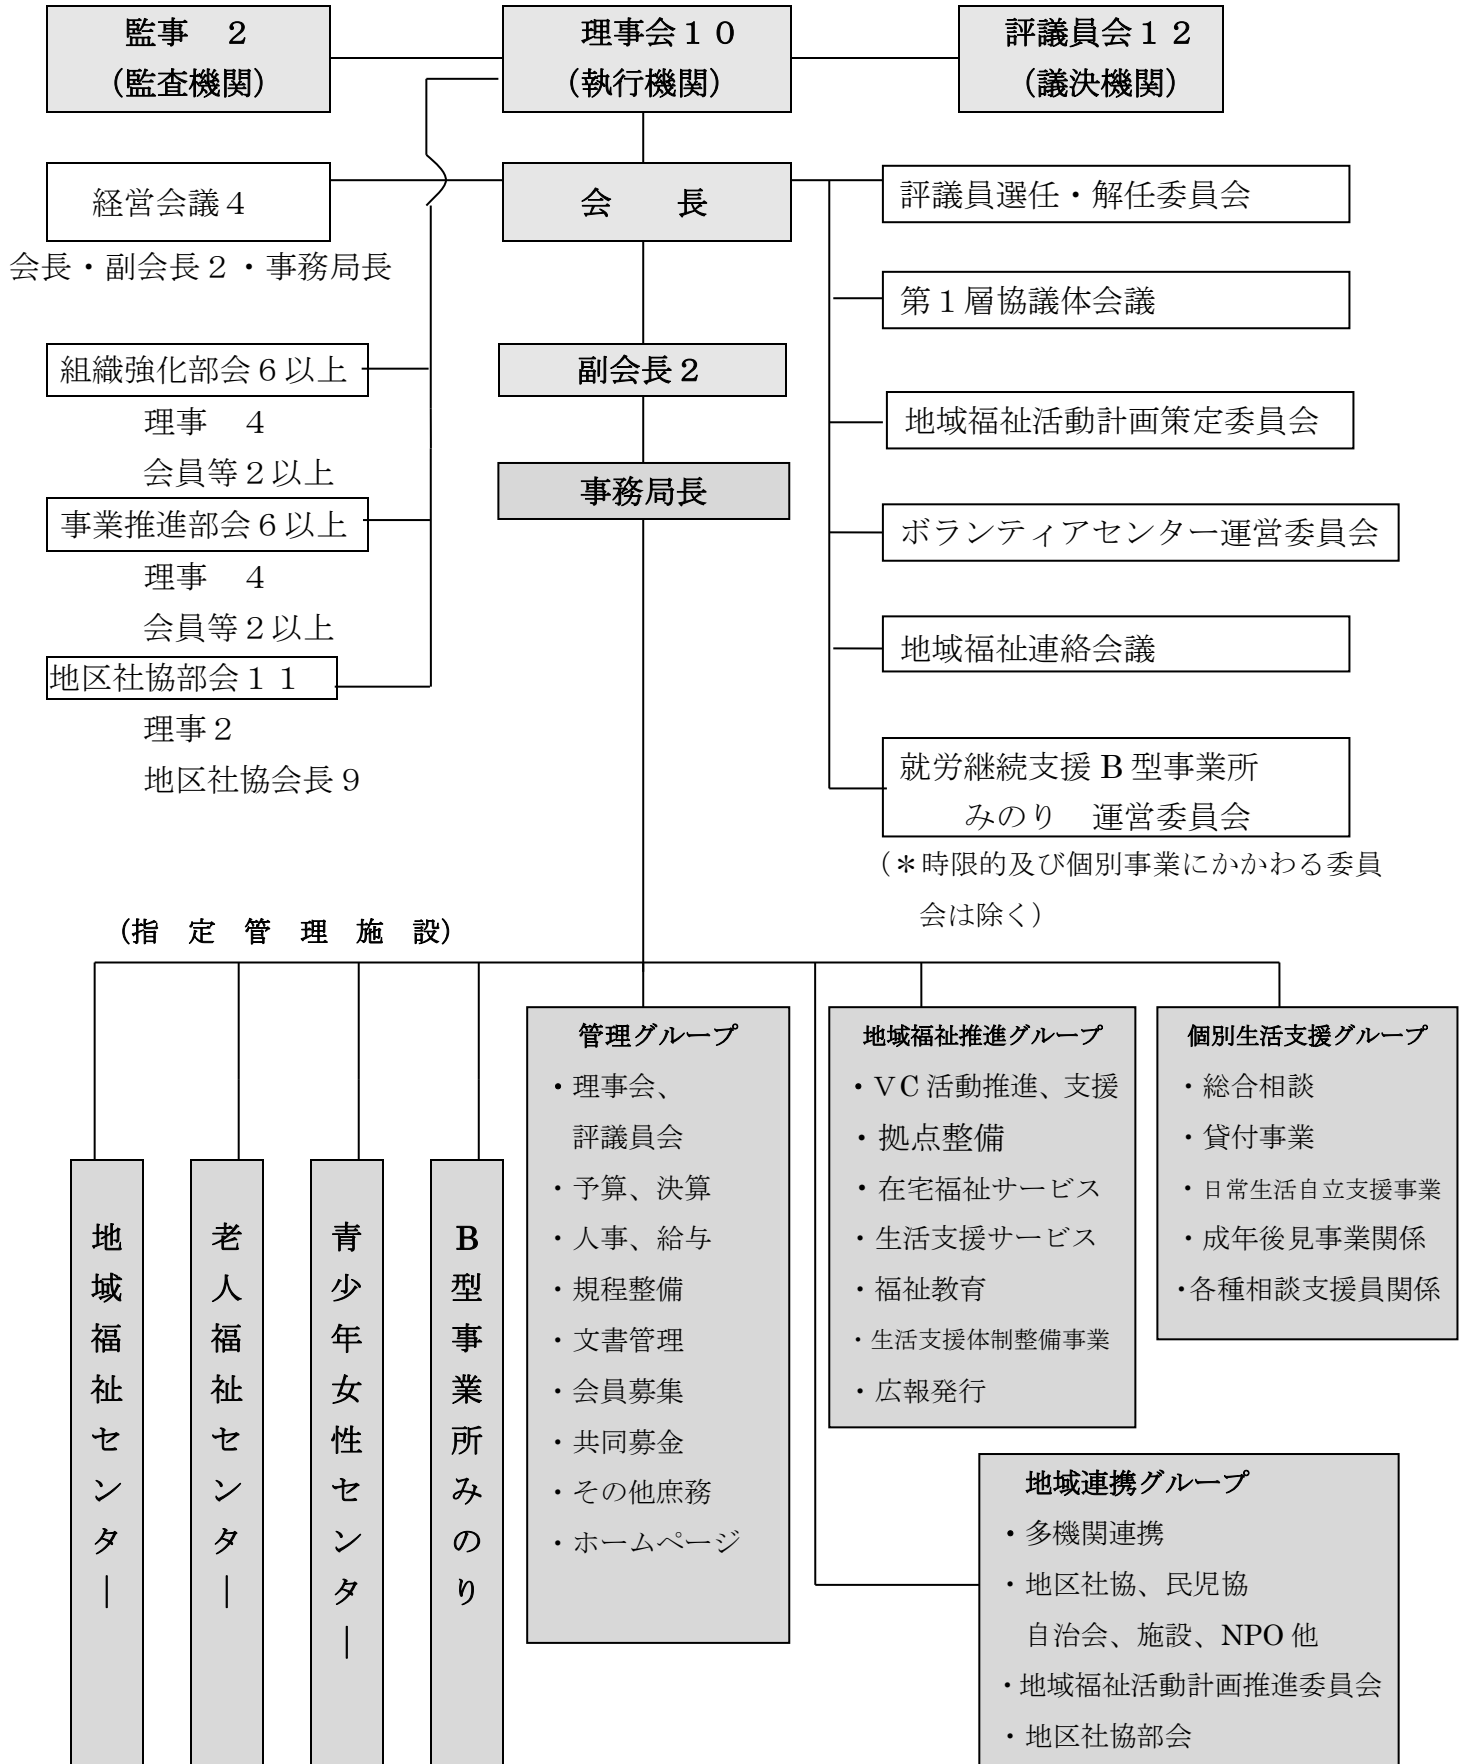 監事　２
（監査機関）
理事会１０
（執行機関）
評議員会１２
（議決機関）
経営会議４
会長・副会長２・事務局長
会　　長
副会長２
事務局長
組織強化部会６以上
理事　４
会員等２以上
事業推進部会６以上
理事　４
会員等２以上
地区社協部会１１
理事２
地区社協会長９
評議員選任・解任委員会
第１層協議体会議
地域福祉活動計画策定委員会
ボランティアセンター運営委員会
地域福祉連絡会議
就労継続支援 B 型事業所
みのり　運営委員会
（＊時限的及び個別事業にかかわる委員
会は除く）
（指　定　管　理　施　設）
地域福祉センター
老人福祉センター
青少年女性センター
B型事業所みのり
管理グループ
・理事会、
評議員会
・予算、決算
・人事、給与
・規程整備
・文書管理
・会員募集
・共同募金
・その他庶務
・ホームページ
地域福祉推進グループ
・ＶC 活動推進、支援
・拠点整備
・在宅福祉サービス
・生活支援サービス
・福祉教育
・生活支援体制整備事業
・広報発行
個別生活支援グループ
・総合相談
・貸付事業
・日常生活自立支援事業
・成年後見事業関係
・各種相談支援員関係
地域連携グループ
・多機関連携
・地区社協、民児協
自治会、施設、NPO 他
・地域福祉活動計画推進委員会
・地区社協部会